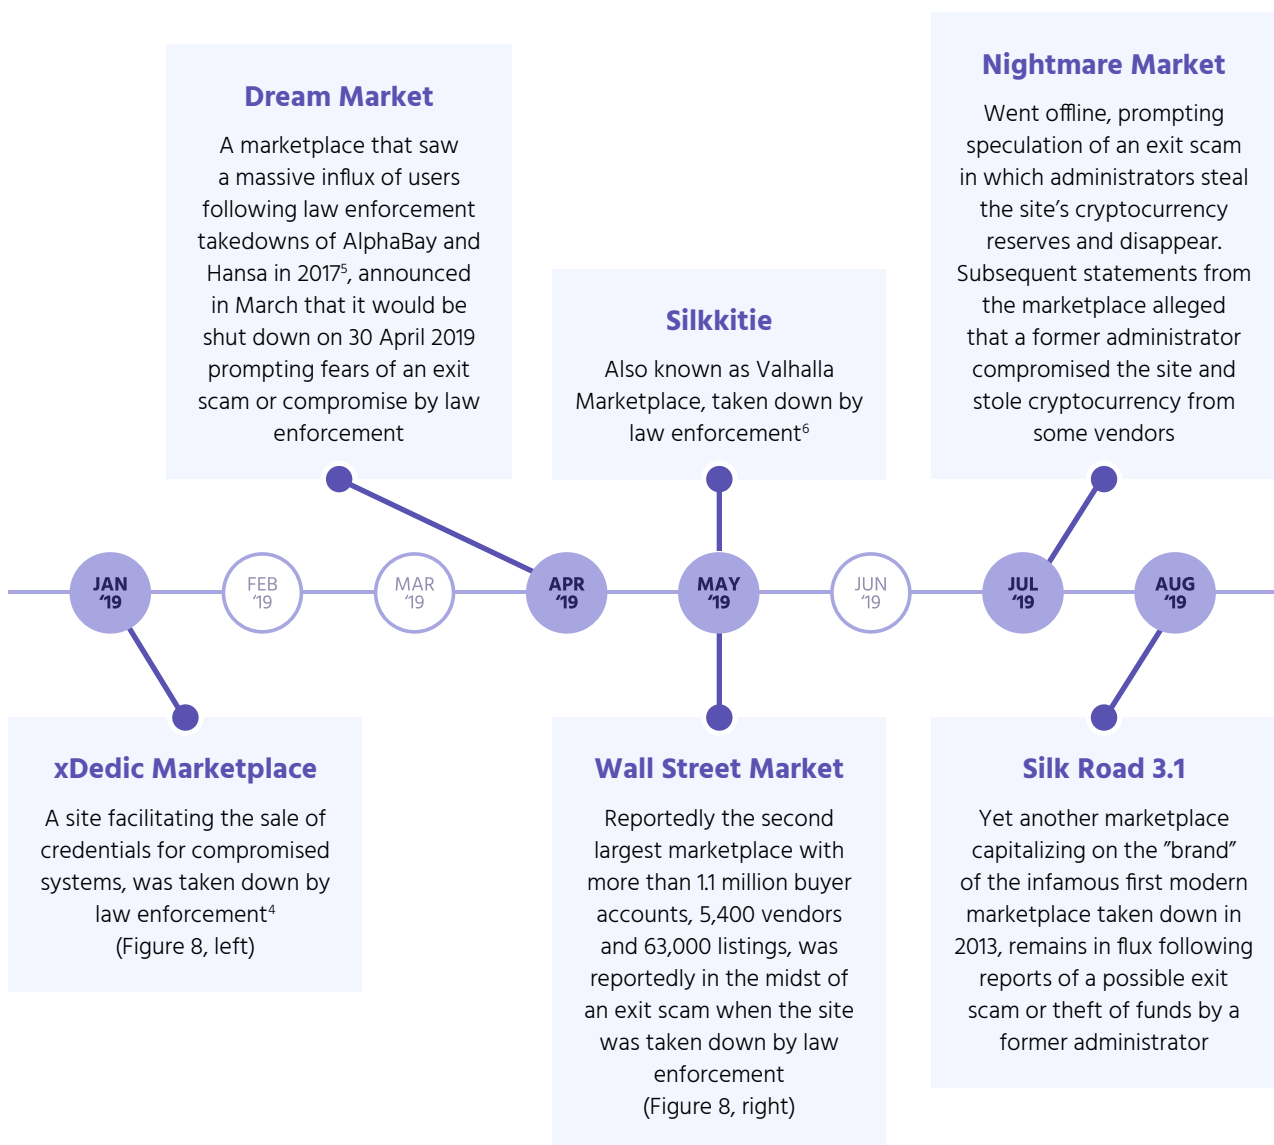 Dream Market
A marketplace that saw
a massive influx of users
following law enforcement
takedowns of AlphaBay and
Hansa in 2017⁵, announced
in March that it would be
shut down on 30 April 2019
prompting fears of an exit
scam or compromise by law
enforcement
Silkkitie
Also known as Valhalla
Marketplace, taken down by
law enforcement⁶
Nightmare Market
Went offline, prompting
speculation of an exit scam
in which administrators steal
the site’s cryptocurrency
reserves and disappear.
Subsequent statements from
the marketplace alleged
that a former administrator
compromised the site and
stole cryptocurrency from
some vendors
JAN
‘19
FEB
‘19
MAR
‘19
APR
‘19
MAY
‘19
JUN
‘19
JUL
‘19
AUG
‘19
xDedic Marketplace
A site facilitating the sale of
credentials for compromised
systems, was taken down by
law enforcement⁴
(Figure 8, left)
Wall Street Market
Reportedly the second
largest marketplace with
more than 1.1 million buyer
accounts, 5,400 vendors
and 63,000 listings, was
reportedly in the midst of
an exit scam when the site
was taken down by law
enforcement
(Figure 8, right)
Silk Road 3.1
Yet another marketplace
capitalizing on the ”brand”
of the infamous first modern
marketplace taken down in
2013, remains in flux following
reports of a possible exit
scam or theft of funds by a
former administrator